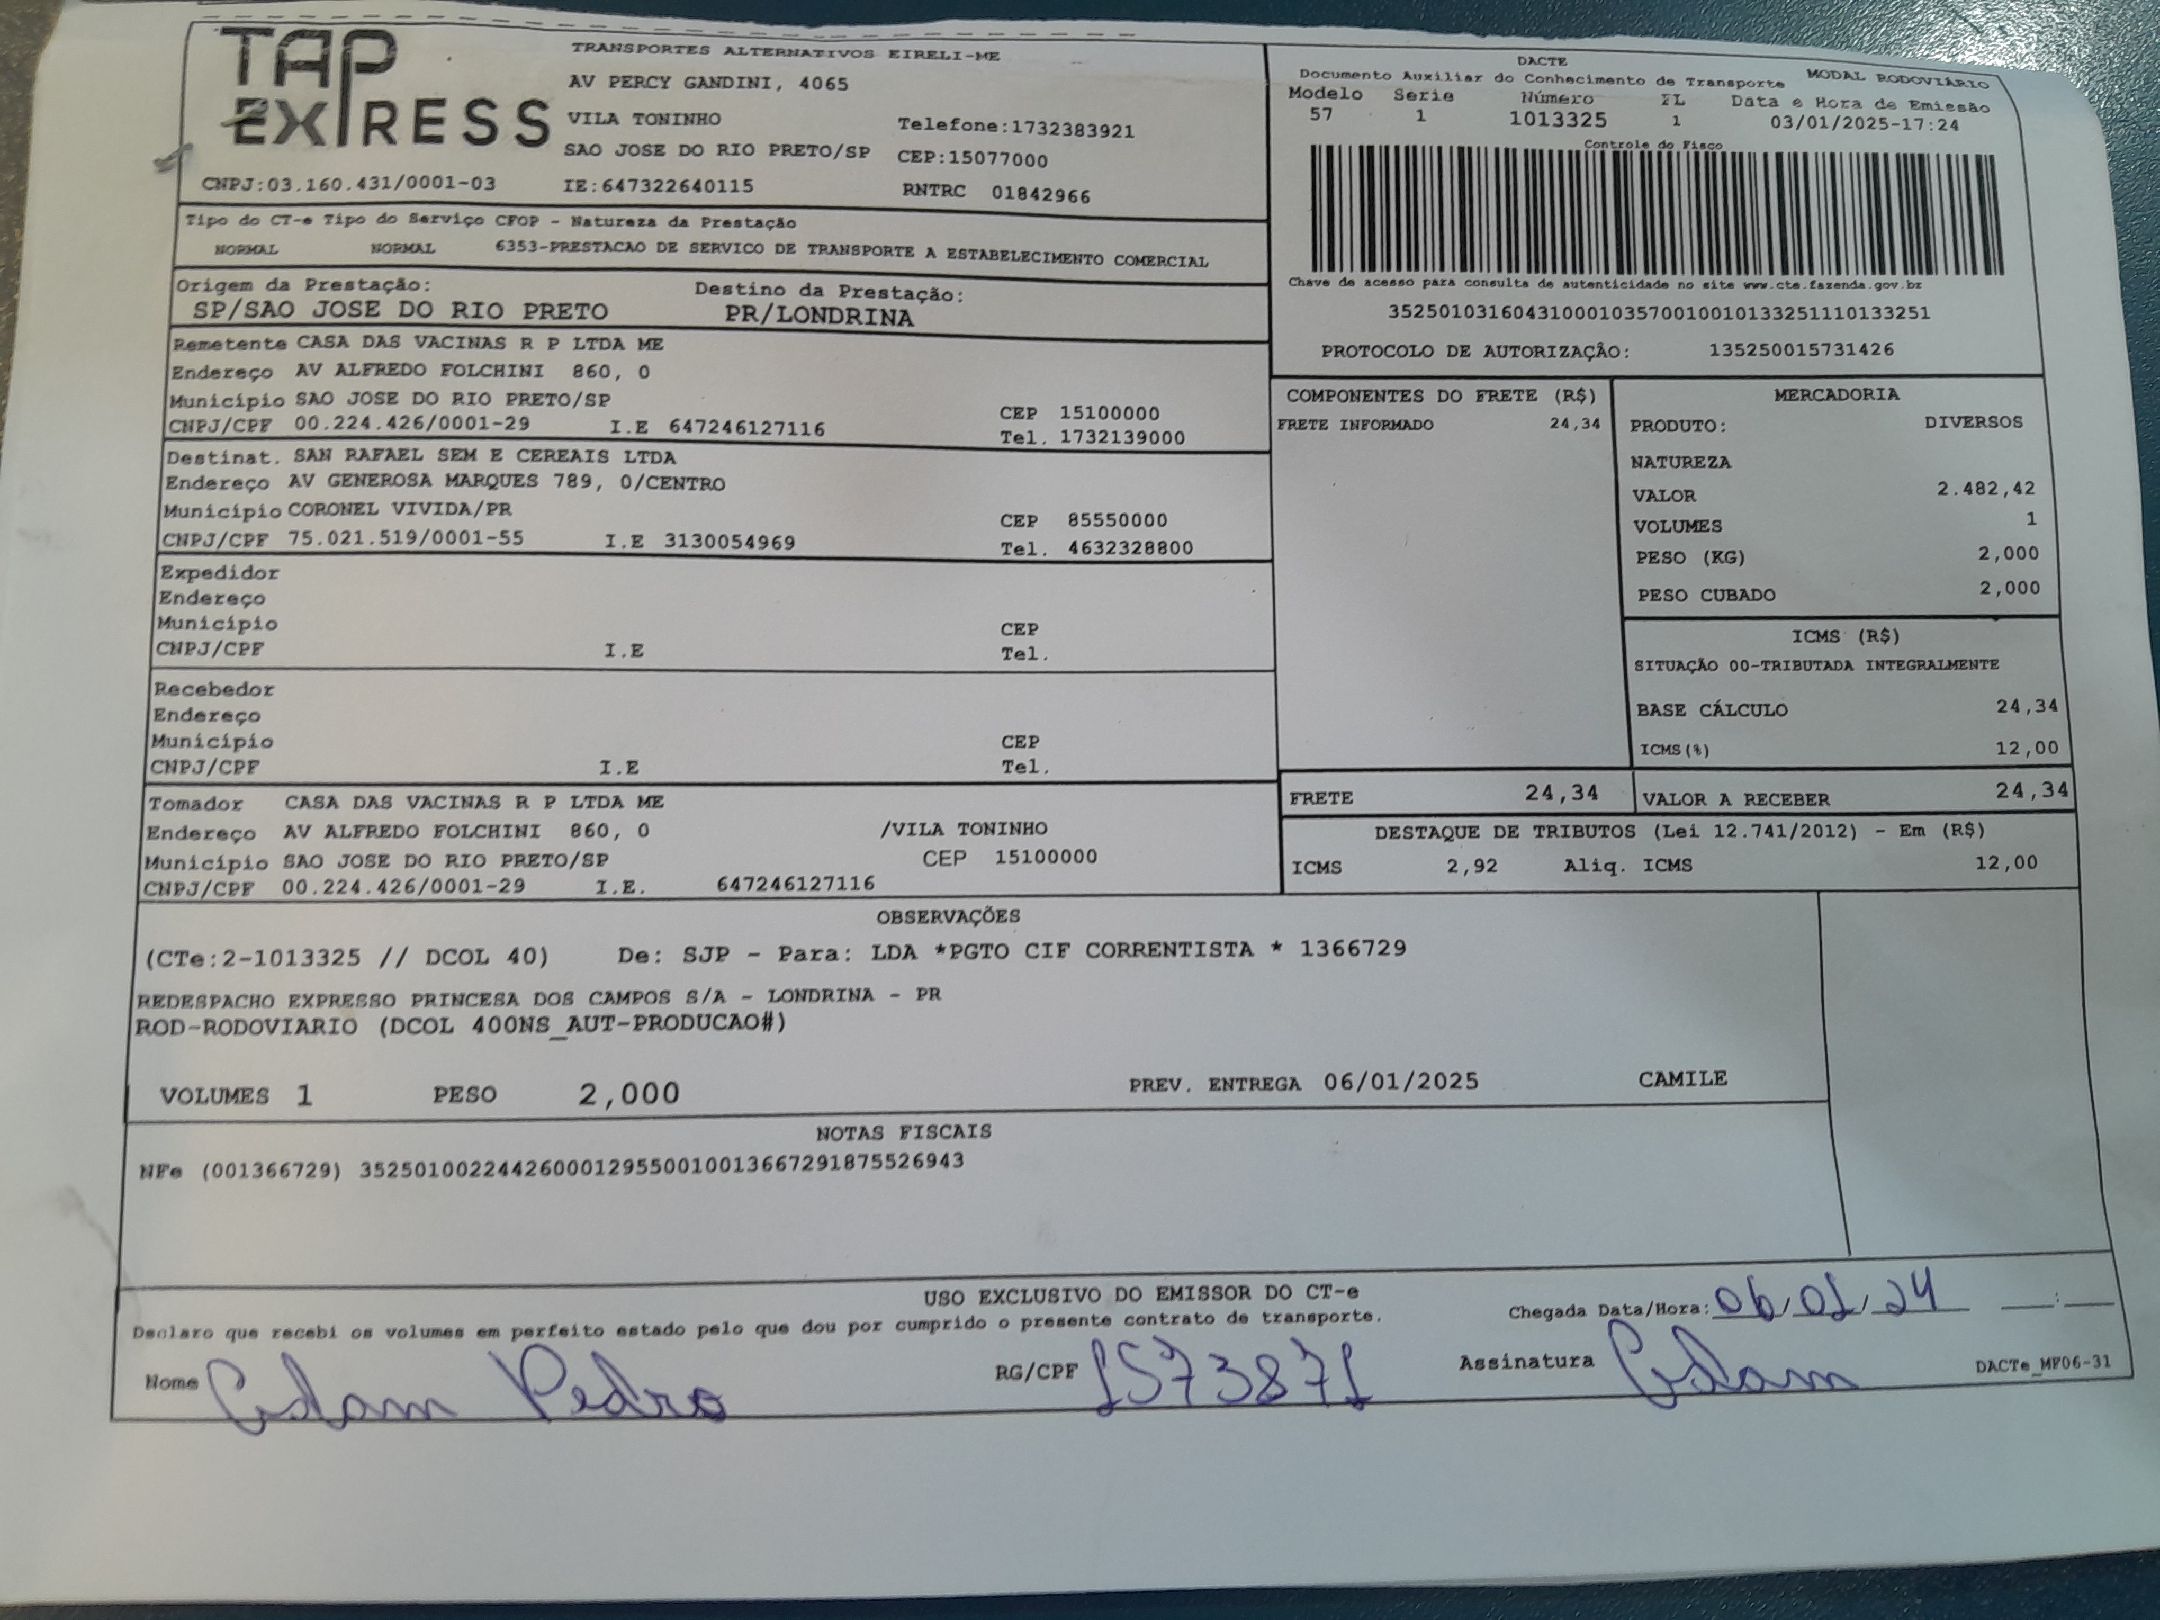 TAP EXPRESS
TRANSPORTES ALTERNATIVOS EIRELI-ME
AV PERCY GANDINI, 4065
VILA TONINHO Telefone:1732383921
SAO JOSE DO RIO PRETO/SP CEP:15077000
CNPJ:03.160.431/0001-03 IE:647322640115 RNTRC 01842966
DACTE
Documento Auxiliar do Conhecimento de Transporte MODAL RODOVIÁRIO
Modelo Serie Número FL Data e Hora de Emissão
57 1 1013325 1 03/01/2025-17:24
Controle do Fisco
Chave de acesso para consulta de autenticidade no site www.cte.fazenda.gov.bz
35250103160431000103570010010133251110133251
PROTOCOLO DE AUTORIZAÇÃO: 135250015731426
Tipo do CT-e Tipo do Serviço CFOP - Natureza da Prestação
NORMAL NORMAL 6353-PRESTACAO DE SERVICO DE TRANSPORTE A ESTABELECIMENTO COMERCIAL
Origem da Prestação: Destino da Prestação:
SP/SAO JOSE DO RIO PRETO PR/LONDRINA
Remetente CASA DAS VACINAS R P LTDA ME
Endereço AV ALFREDO FOLCHINI 860, 0
Município SAO JOSE DO RIO PRETO/SP CEP 15100000
CNPJ/CPF 00.224.426/0001-29 I.E 647246127116 Tel. 1732139000
Destinat. SAN RAFAEL SEM E CEREAIS LTDA
Endereço AV GENEROSA MARQUES 789, 0/CENTRO
Município CORONEL VIVIDA/PR CEP 85550000
CNPJ/CPF 75.021.519/0001-55 I.E 3130054969 Tel. 4632328800
Expedidor
Endereço
Município CEP
CNPJ/CPF I.E Tel.
Recebedor
Endereço
Município CEP
CNPJ/CPF I.E Tel.
Tomador CASA DAS VACINAS R P LTDA ME
Endereço AV ALFREDO FOLCHINI 860, 0 /VILA TONINHO
Município SAO JOSE DO RIO PRETO/SP CEP 15100000
CNPJ/CPF 00.224.426/0001-29 I.E. 647246127116
COMPONENTES DO FRETE (R$)
FRETE INFORMADO 24,34
MERCADORIA
PRODUTO: DIVERSOS
NATUREZA
VALOR 2.482,42
VOLUMES 1
PESO (KG) 2,000
PESO CUBADO 2,000
ICMS (R$)
SITUAÇÃO 00-TRIBUTADA INTEGRALMENTE
BASE CÁLCULO 24,34
ICMS(%) 12,00
FRETE 24,34 VALOR A RECEBER 24,34
DESTAQUE DE TRIBUTOS (Lei 12.741/2012) - Em (R$)
ICMS 2,92 Aliq. ICMS 12,00
OBSERVAÇÕES
(CTe:2-1013325 // DCOL 40) De: SJP - Para: LDA *PGTO CIF CORRENTISTA * 1366729
REDESPACHO EXPRESSO PRINCESA DOS CAMPOS S/A - LONDRINA - PR
ROD-RODOVIARIO (DCOL 400NS_AUT-PRODUCAO#)
VOLUMES 1 PESO 2,000 PREV. ENTREGA 06/01/2025 CAMILE
NOTAS FISCAIS
NFe (001366729) 35250100224426000129550010013667291875526943
USO EXCLUSIVO DO EMISSOR DO CT-e
Declaro que recebi os volumes em perfeito estado pelo que dou por cumprido o presente contrato de transporte. Chegada Data/Hora: 06/01/24 __:__
Nome Adam Pedro RG/CPF 1573871 Assinatura Adam DACTe_MF06-31